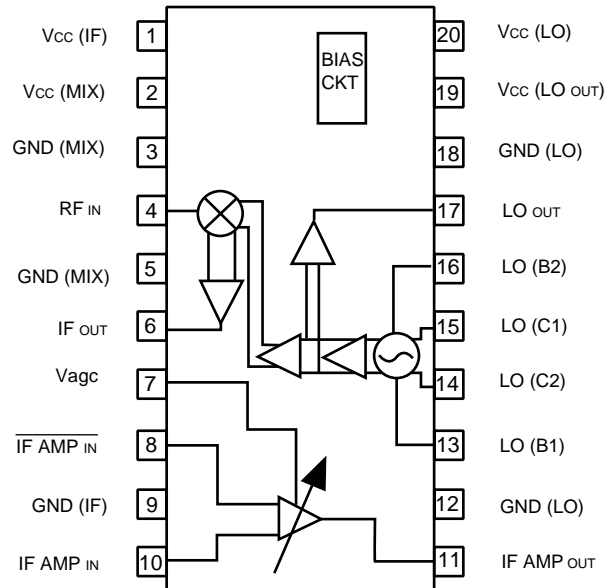 VCC (IF) 1
VCC (MIX) 2
GND (MIX) 3
RF IN 4
GND (MIX) 5
IF OUT 6
Vagc 7
IF AMP IN 8
GND (IF) 9
IF AMP IN 10
BIAS
CKT
20 VCC (LO)
19 VCC (LO OUT)
18 GND (LO)
17 LO OUT
16 LO (B2)
15 LO (C1)
14 LO (C2)
13 LO (B1)
12 GND (LO)
11 IF AMP OUT